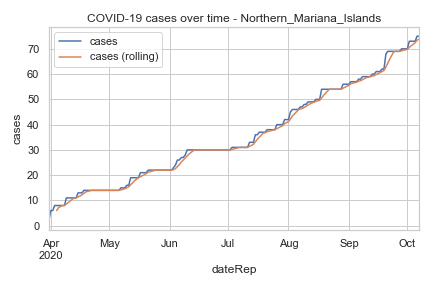 COVID-19 cases over time - Northern_Mariana_Islands
cases
cases (rolling)
cases
70
60
50
40
30
20
10
0
Apr
2020
May
Jun
Jul
Aug
Sep
Oct
dateRep